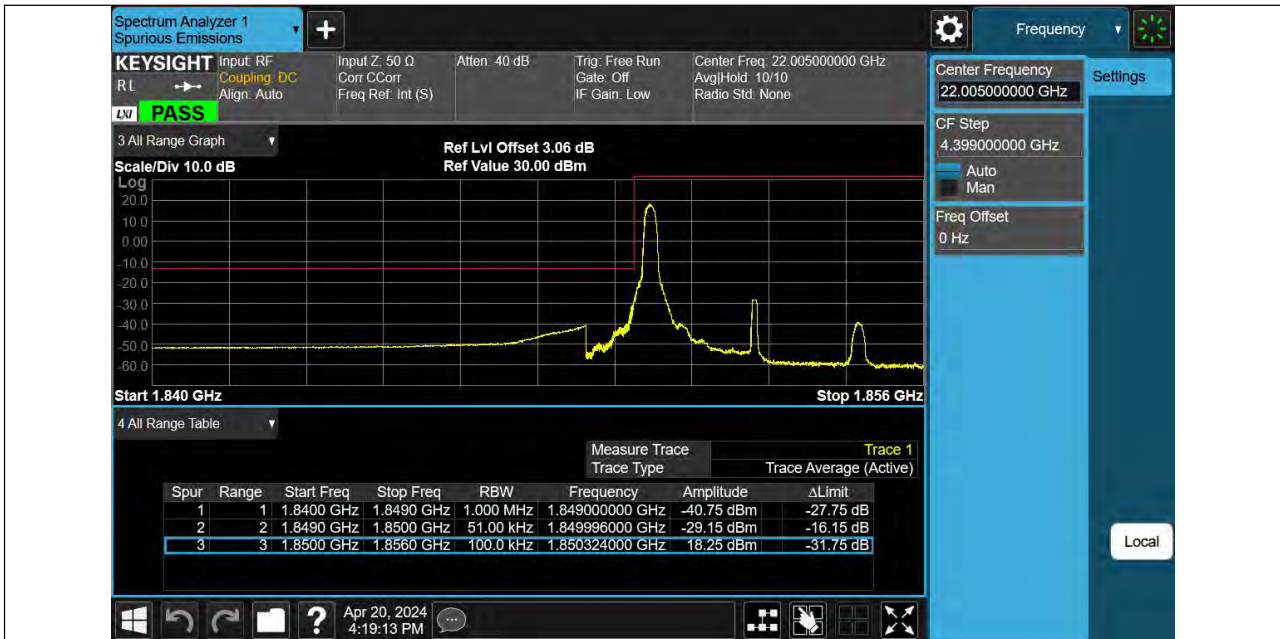 Spectrum Analyzer 1
Spurious Emissions
+
Frequency
KEYSIGHT
RL
LXI PASS
Input: RF
Coupling: DC
Align: Auto
Input Z: 50 Ω
Corr CCorr
Freq Ref: Int (S)
Atten: 40 dB
Trig: Free Run
Gate: Off
IF Gain: Low
Center Freq: 22.005000000 GHz
Avg|Hold: 10/10
Radio Std: None
3 All Range Graph
Scale/Div 10.0 dB
Ref Lvl Offset 3.06 dB
Ref Value 30.00 dBm
Log
20.0
10.0
0.00
-10.0
-20.0
-30.0
-40.0
-50.0
-60.0
Start 1.840 GHz Stop 1.856 GHz
4 All Range Table
Measure Trace Trace 1
Trace Type Trace Average (Active)
Spur Range Start Freq Stop Freq RBW Frequency Amplitude ΔLimit
1 1 1.8400 GHz 1.8490 GHz 1.000 MHz 1.849000000 GHz -40.75 dBm -27.75 dB
2 2 1.8490 GHz 1.8500 GHz 51.00 kHz 1.849996000 GHz -29.15 dBm -16.15 dB
3 3 1.8500 GHz 1.8560 GHz 100.0 kHz 1.850324000 GHz 18.25 dBm -31.75 dB
Center Frequency
22.005000000 GHz
CF Step
4.399000000 GHz
Auto
Man
Freq Offset
0 Hz
Settings
Local
?
Apr 20, 2024
4:19:13 PM